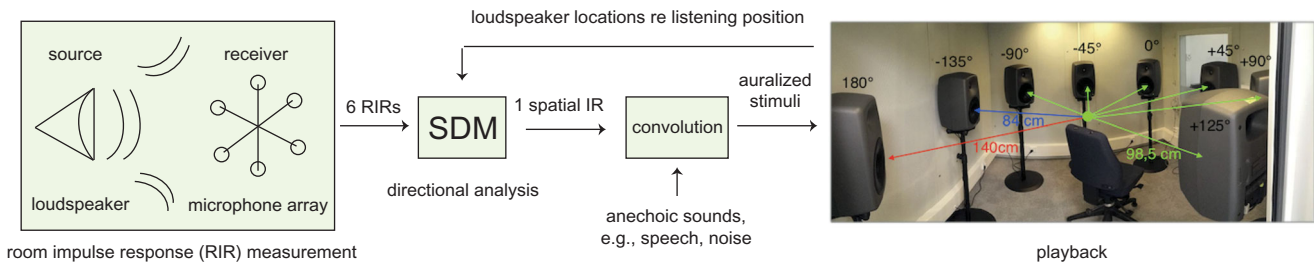 loudspeaker locations re listening position
source
receiver
loudspeaker
microphone array
room impulse response (RIR) measurement
6 RIRs
SDM
directional analysis
1 spatial IR
convolution
anechoic sounds,
e.g., speech, noise
auralized
stimuli
180°
-135°
-90°
-45°
0°
+45°
+90°
+125°
84 cm
140cm
98,5 cm
playback